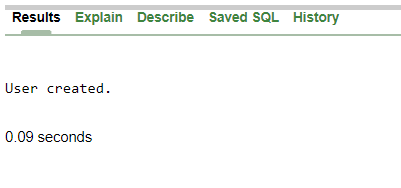 Results Explain Describe Saved SQL History
User created.
0.09 seconds